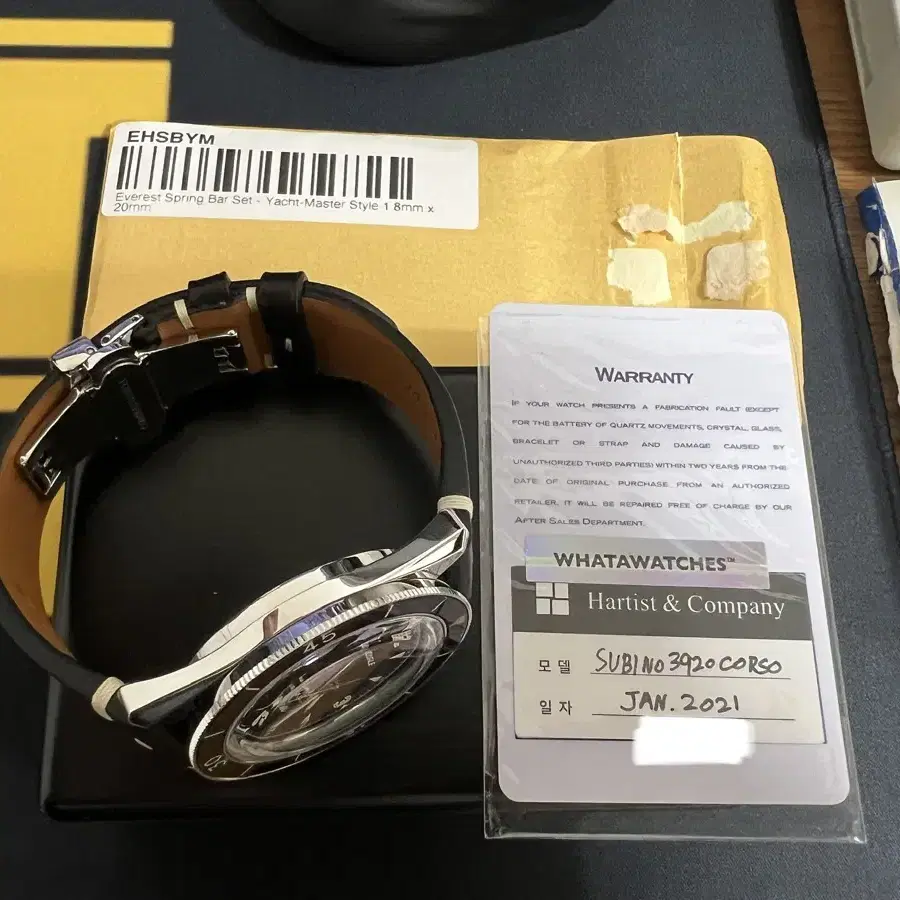 EHSBYM
Everest Spring Bar Set - Yacht-Master Style 1.8mm x
20mm
WARRANTY
IF YOUR WATCH PRESENTS A FABRICATION FAULT (EXCEPT
FOR THE BATTERY OF QUARTZ MOVEMENTS, CRYSTAL, GLASS,
BRACELET OR STRAP AND DAMAGE CAUSED BY
UNAUTHORIZED THIRD PARTIES) WITHIN TWO YEARS FROM THE
DATE OF ORIGINAL PURCHASE FROM AN AUTHORIZED
RETAILER, IT WILL BE REPAIRED FREE OF CHARGE BY OUR
AFTER SALES DEPARTMENT.
WHATAWATCHES™
Hartist & Company
모델 SUBINO 3920 CORSO
일자 JAN. 2021
40